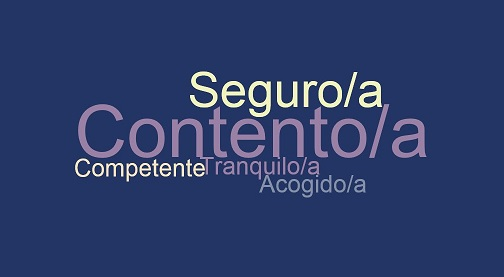 Seguro/a
Contento/a
Competente
Tranquilo/a
Acogido/a